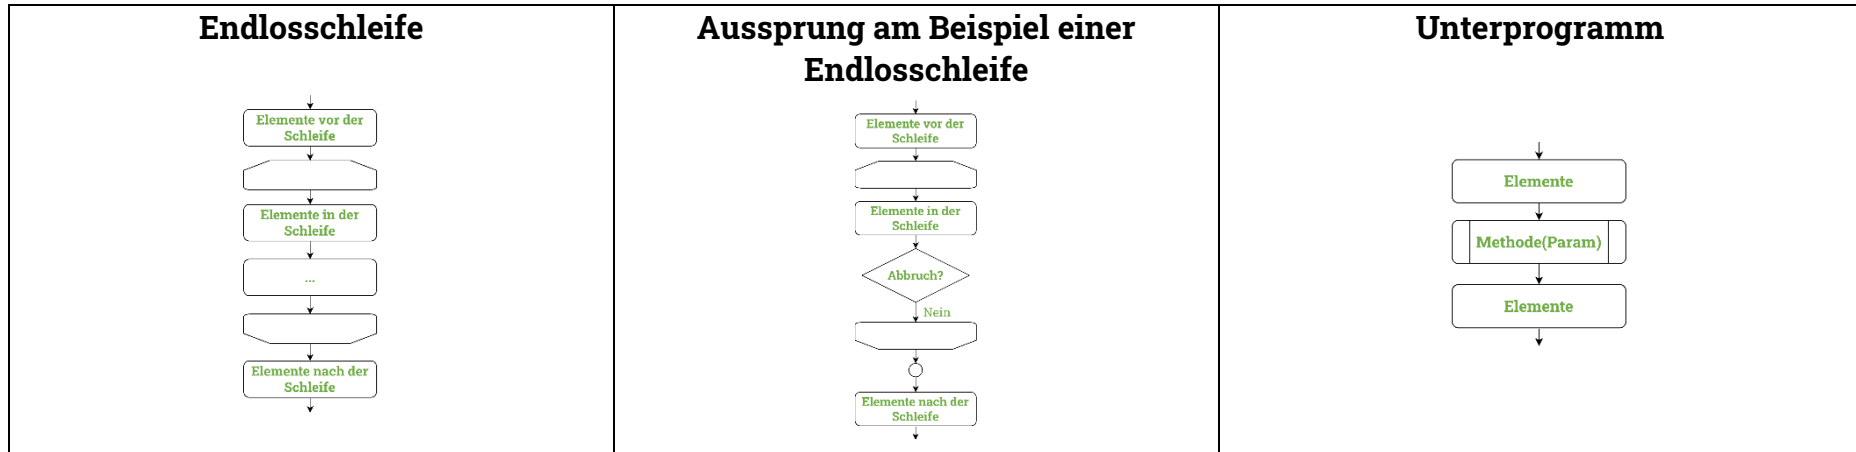 Endlosschleife
Elemente vor der
Schleife
Elemente in der
Schleife
...
Elemente nach der
Schleife
Aussprung am Beispiel einer
Endlosschleife
Elemente vor der
Schleife
Elemente in der
Schleife
Abbruch?
Nein
Elemente nach der
Schleife
Unterprogramm
Elemente
Methode(Param)
Elemente